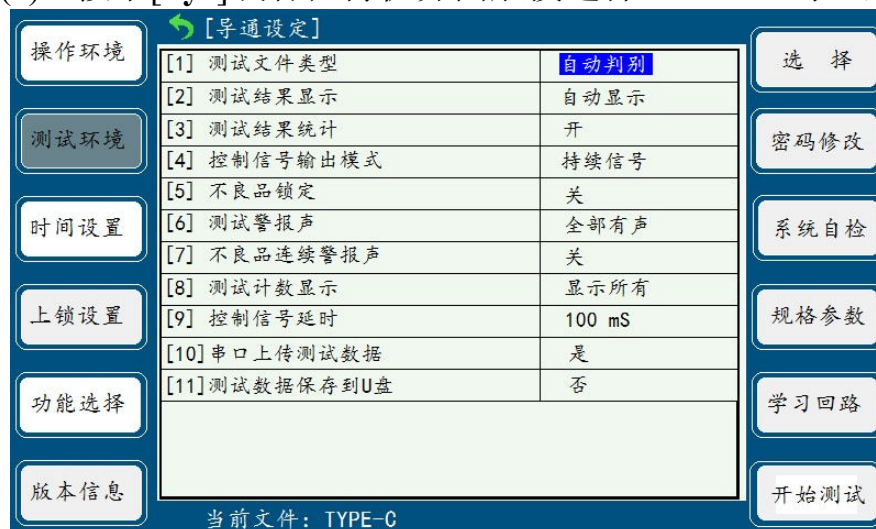 [导通设定]
操作环境
测试环境
时间设置
上锁设置
功能选择
版本信息
[1] 测试文件类型 自动判别
[2] 测试结果显示 自动显示
[3] 测试结果统计 开
[4] 控制信号输出模式 持续信号
[5] 不良品锁定 关
[6] 测试警报声 全部有声
[7] 不良品连续警报声 关
[8] 测试计数显示 显示所有
[9] 控制信号延时 100 mS
[10]串口上传测试数据 是
[11]测试数据保存到U盘 否
选 择
密码修改
系统自检
规格参数
学习回路
开始测试
当前文件: TYPE-C